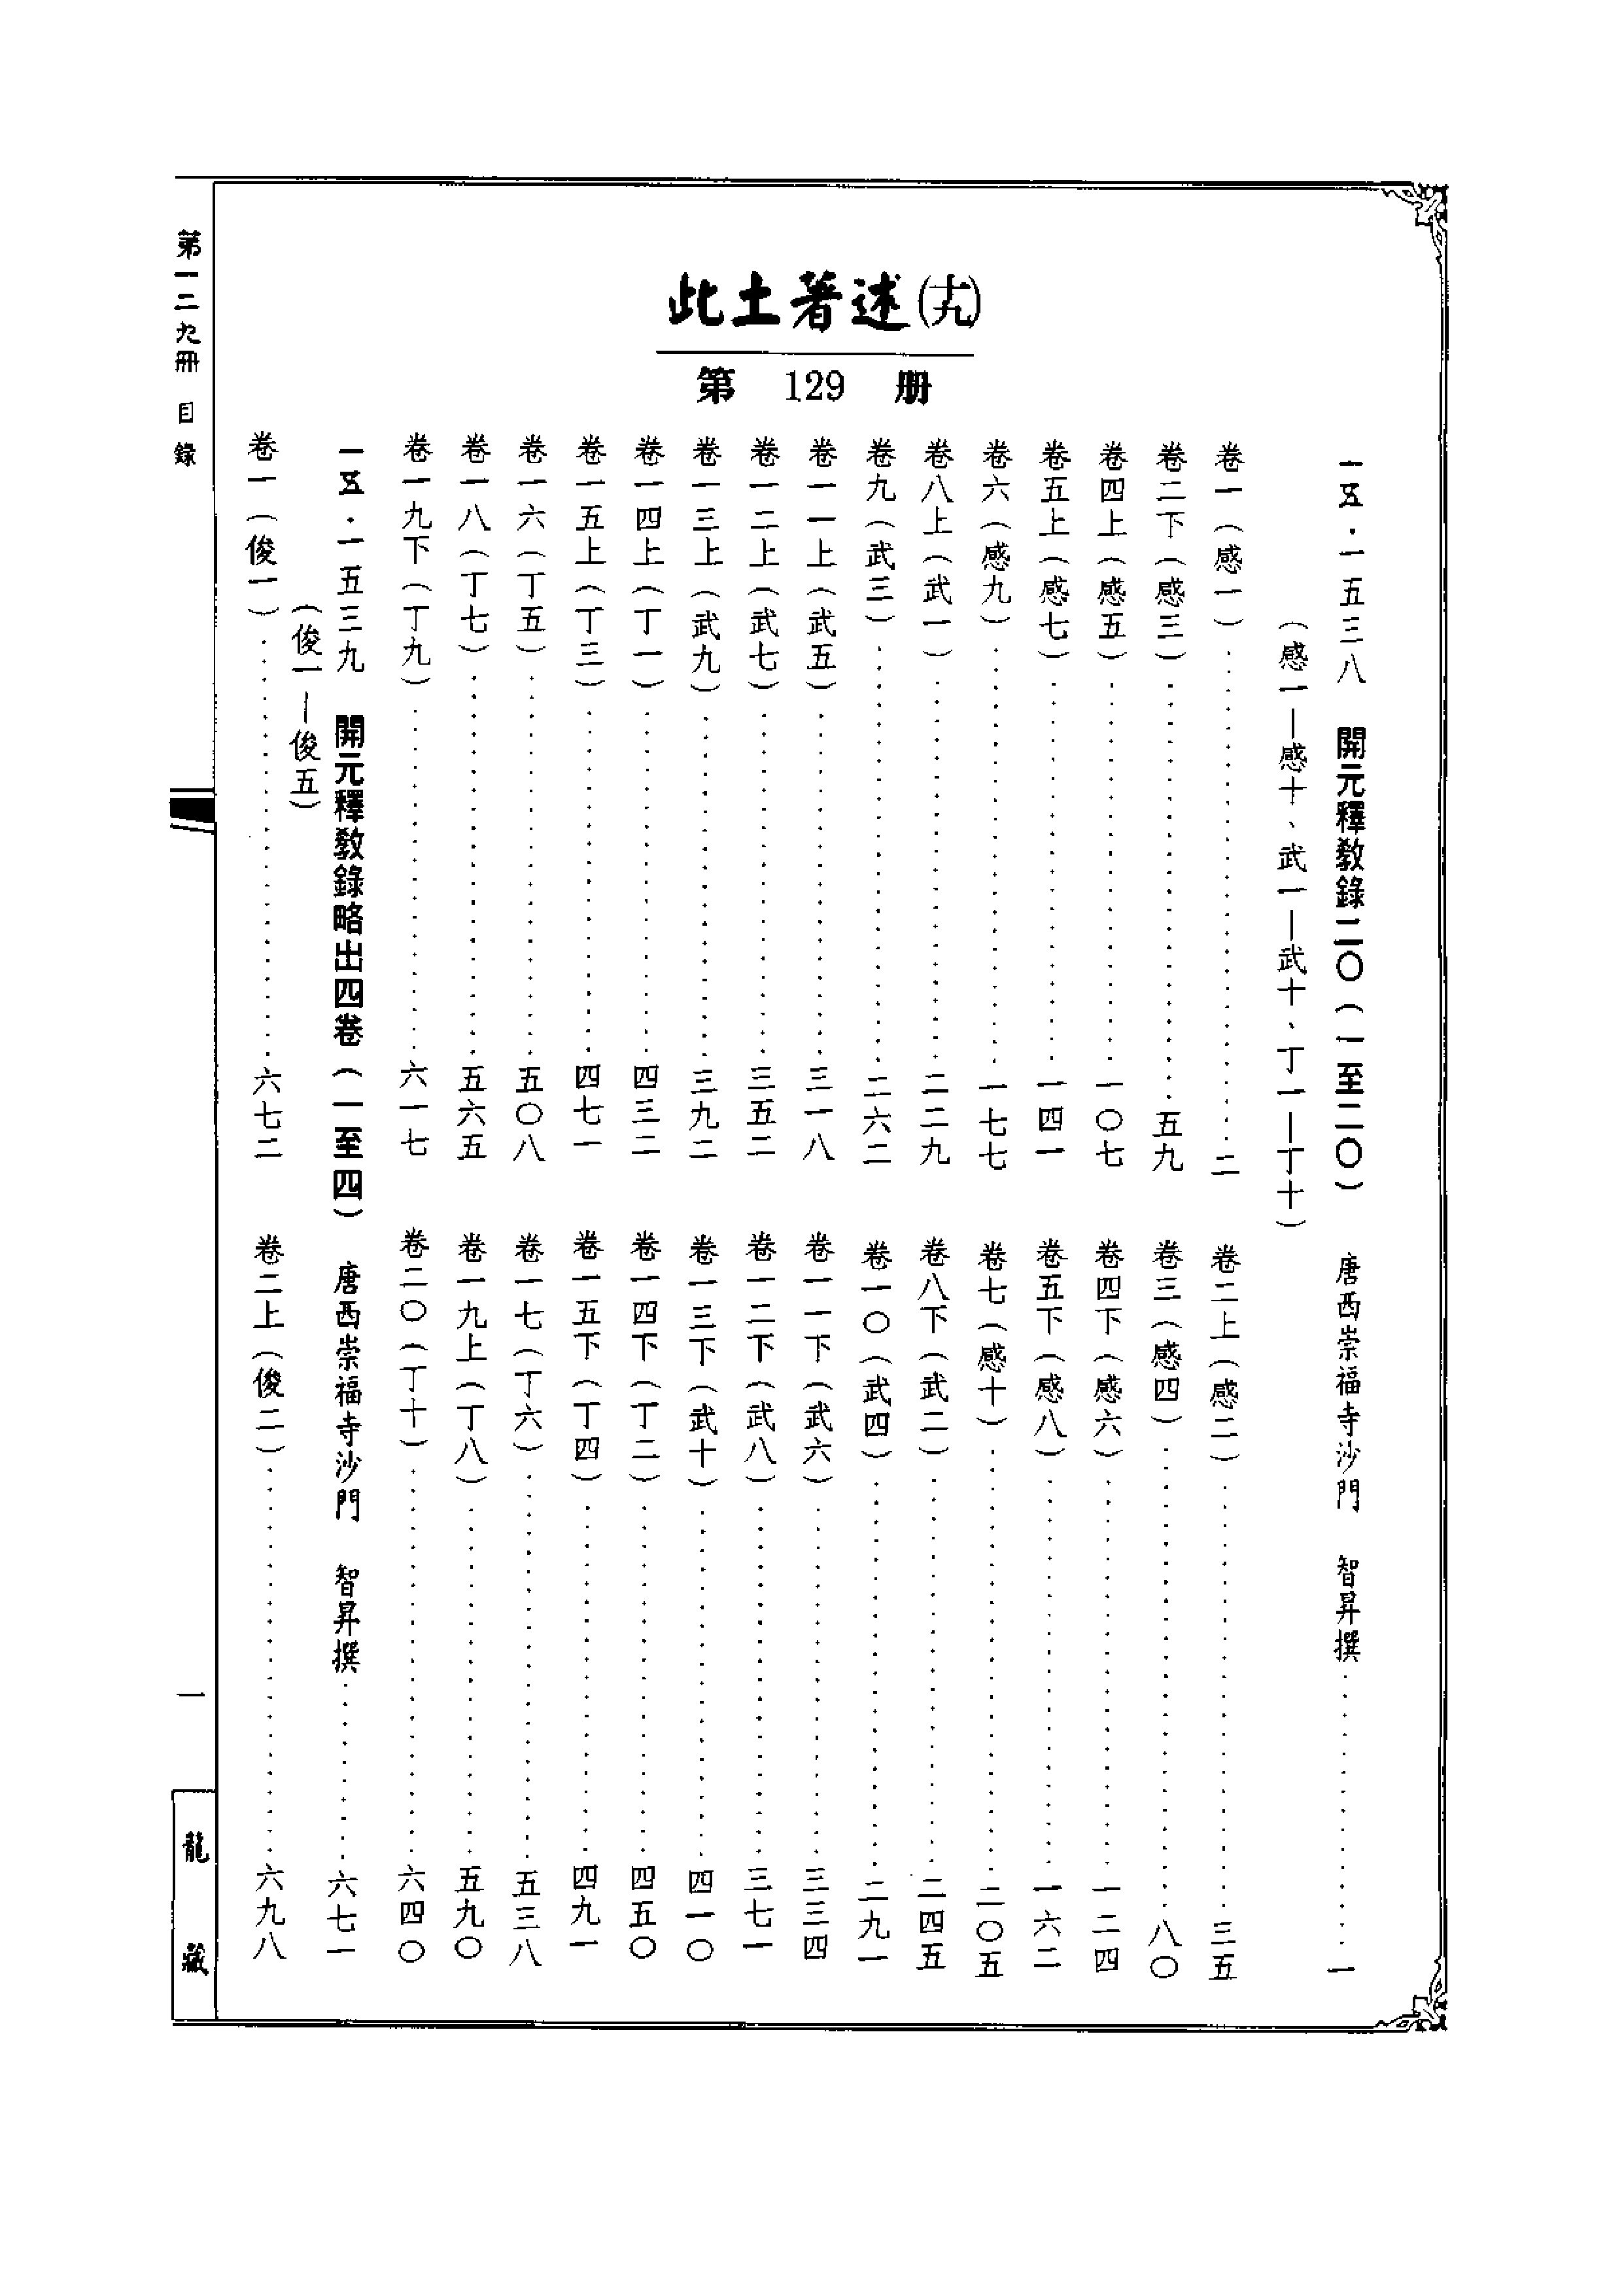 此土著述(十九)
第 129 册
一五·一五三八 開元釋教錄二〇(一至二〇) 唐西崇福寺沙門 智昇撰……一
(感一—感十、武一—武十、丁一—丁十)
卷一(感一)……二 卷二上(感二)……三五
卷二下(感三)……五九 卷三(感四)……八〇
卷四上(感五)……一〇七 卷四下(感六)……一二四
卷五上(感七)……一四一 卷五下(感八)……一六二
卷六(感九)……一七七 卷七(感十)……二〇五
卷八上(武一)……二二九 卷八下(武二)……二四五
卷九(武三)……二六二 卷一〇(武四)……二九一
卷一一上(武五)……三一八 卷一一下(武六)……三三四
卷一二上(武七)……三五二 卷一二下(武八)……三七一
卷一三上(武九)……三九二 卷一三下(武十)……四一〇
卷一四上(丁一)……四三二 卷一四下(丁二)……四五〇
卷一五上(丁三)……四七一 卷一五下(丁四)……四九一
卷一六(丁五)……五〇八 卷一七(丁六)……五三八
卷一八(丁七)……五六五 卷一九上(丁八)……五九〇
卷一九下(丁九)……六一七 卷二〇(丁十)……六四〇
一五·一五三九 開元釋教錄略出四卷(一至四) 唐西崇福寺沙門 智昇撰……六七一
(俊一—俊五)
卷一(俊一)……六七二 卷二上(俊二)……六九八
第一二九冊 目錄
一
龍藏